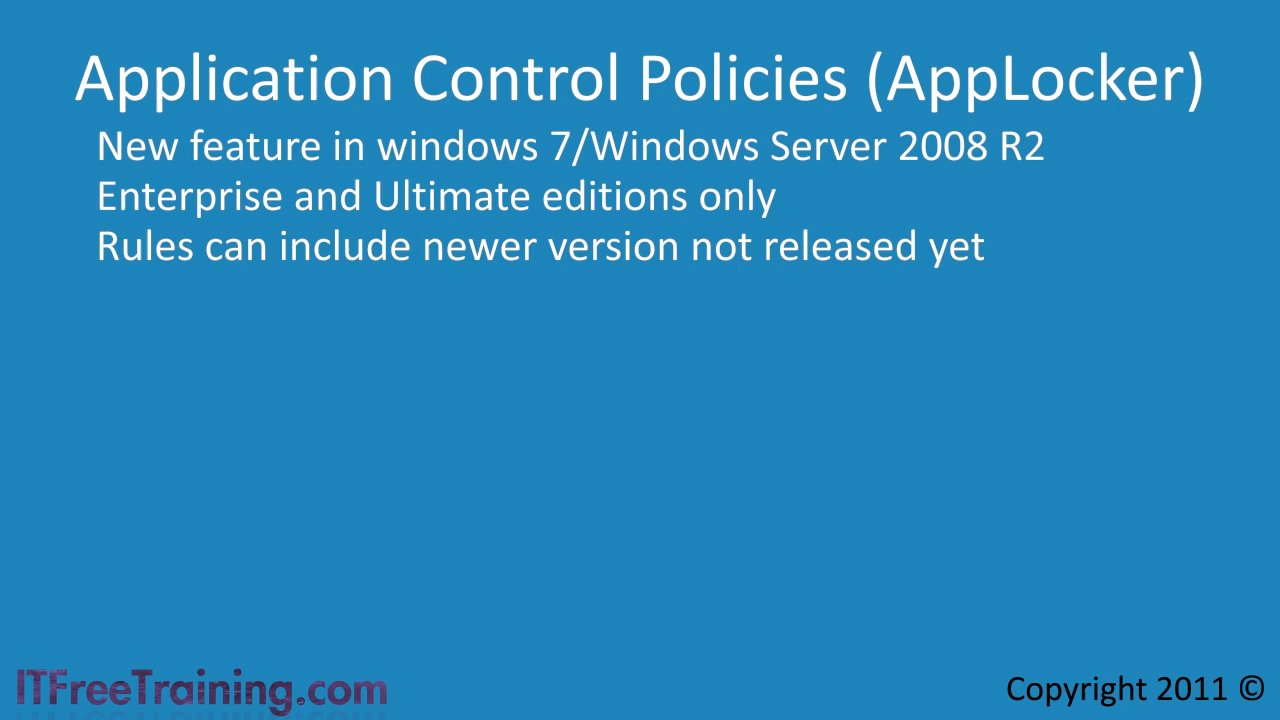 Application Control Policies (AppLocker)
New feature in windows 7/Windows Server 2008 R2
Enterprise and Ultimate editions only
Rules can include newer version not released yet
ITFreeTraining.com
Copyright 2011 ©